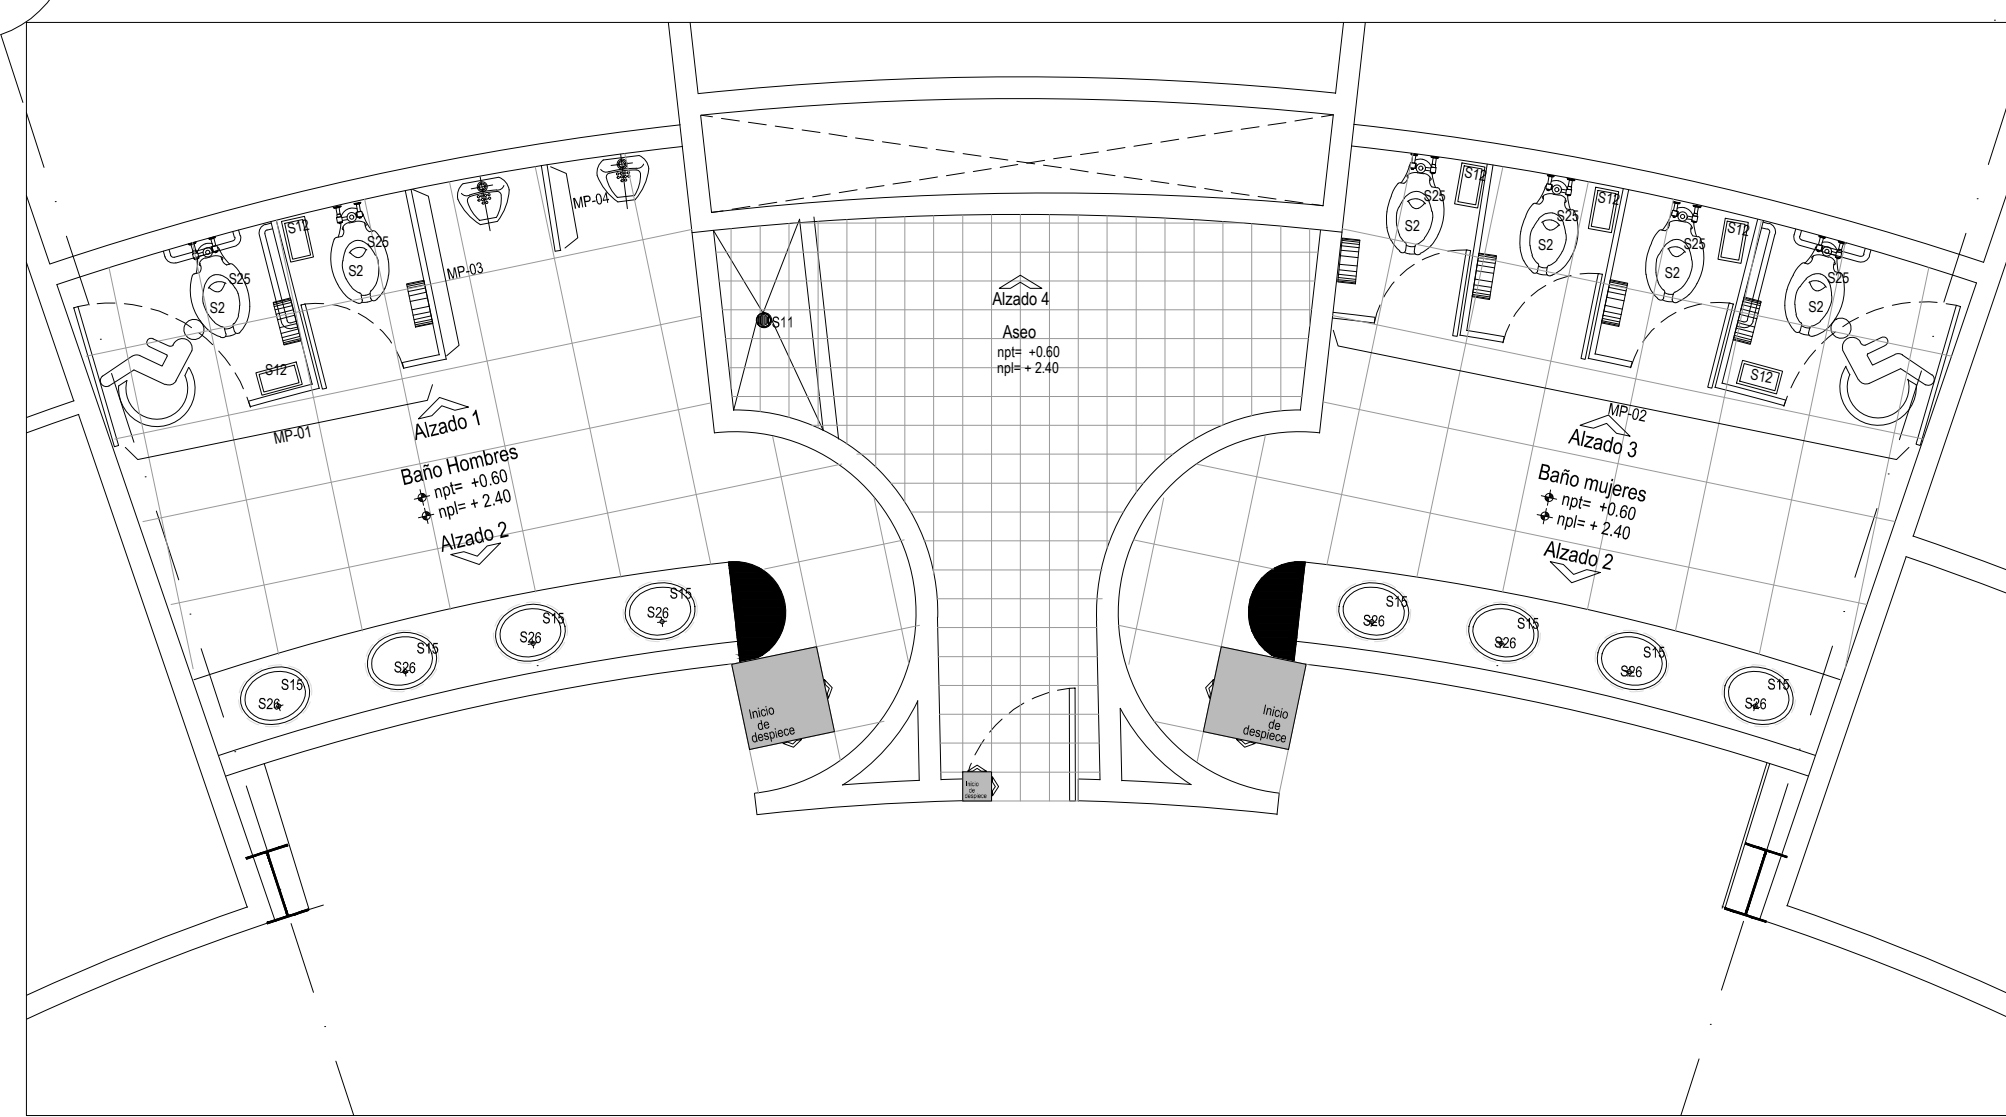 S12
S25
S2
S25
S2
S12
MP-03
MP-04
MP-01
Alzado 1
Baño Hombres
npt= +0.60
npl= + 2.40
Alzado 2
S15
S26
S15
S26
S15
S26
S15
S26
Inicio
de
despiece
S11
Alzado 4
Aseo
npt= +0.60
npl= + 2.40
Inicio
de
despiece
S12
S25
S2
S12
S25
S2
S12
S25
S2
S25
S2
S12
MP-02
Alzado 3
Baño mujeres
npt= +0.60
npl= + 2.40
Alzado 2
S15
S26
S15
S26
S15
S26
S15
S26
Inicio
de
despiece